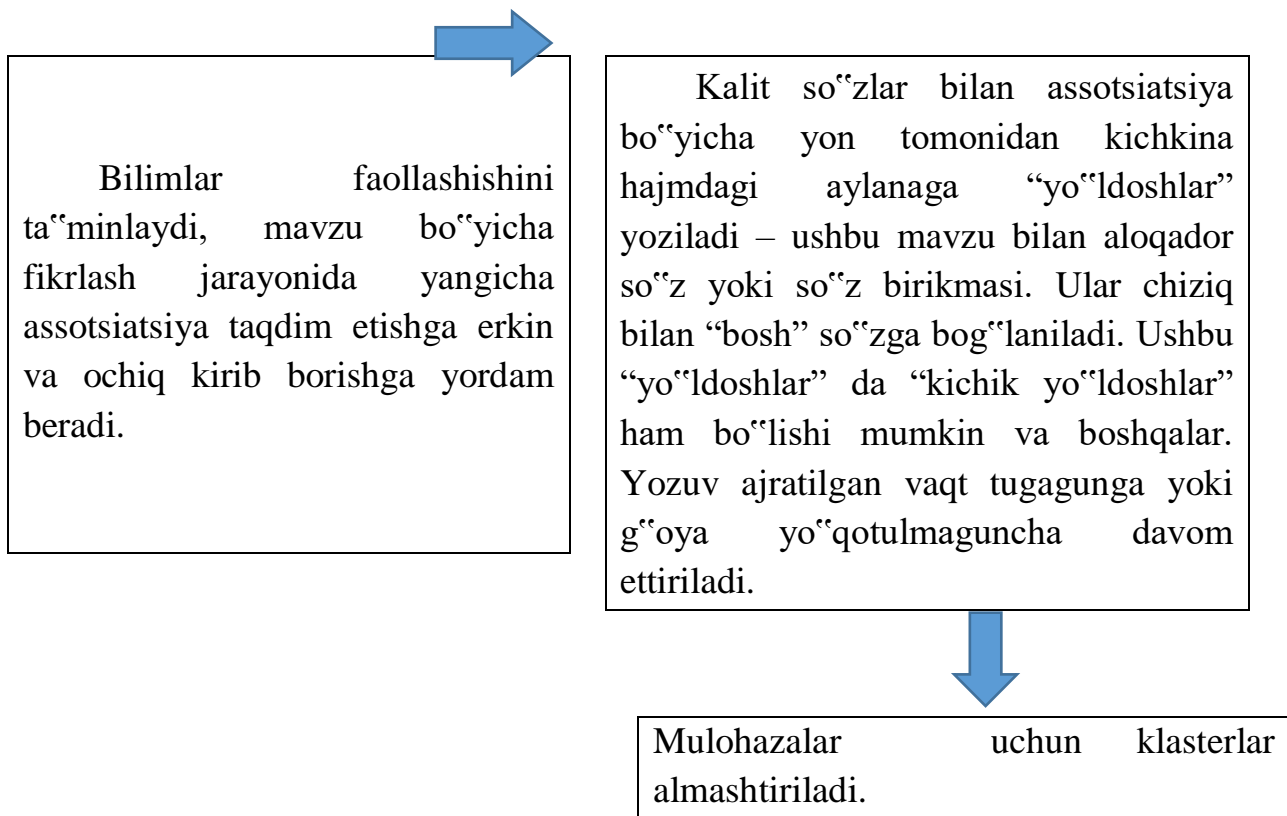 Bilimlar faollashishini
ta‟minlaydi, mavzu bo‟yicha
fikrlash jarayonida yangicha
assotsiatsiya taqdim etishga erkin
va ochiq kirib borishga yordam
beradi.
Kalit so‟zlar bilan assotsiatsiya
bo‟yicha yon tomonidan kichkina
hajmdagi aylanaga “yo‟ldoshlar”
yoziladi – ushbu mavzu bilan aloqador
so‟z yoki so‟z birikmasi. Ular chiziq
bilan “bosh” so‟zga bog‟laniladi. Ushbu
“yo‟ldoshlar” da “kichik yo‟ldoshlar”
ham bo‟lishi mumkin va boshqalar.
Yozuv ajratilgan vaqt tugagunga yoki
g‟oya yo‟qotulmaguncha davom
ettiriladi.
Mulohazalar uchun klasterlar
almashtiriladi.